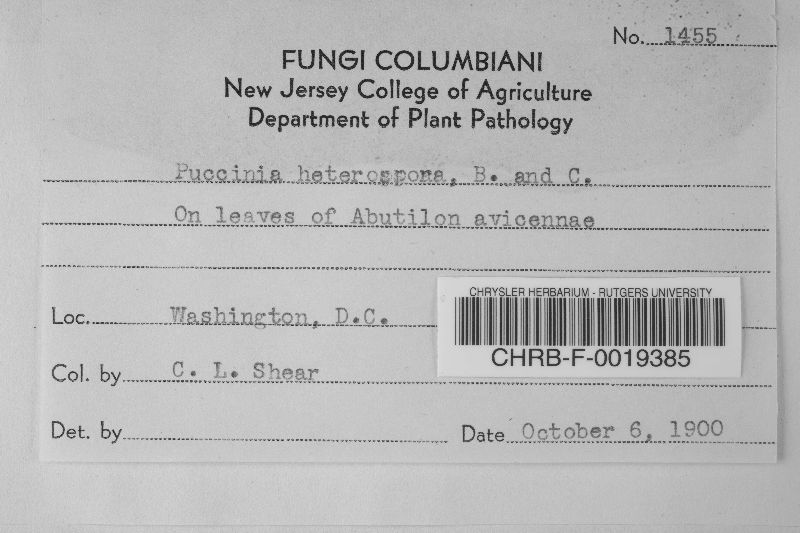 No. 1455
FUNGI COLUMBIANI
New Jersey College of Agriculture
Department of Plant Pathology
Puccinia heterospora, B. and C.
On leaves of Abutilon avicennae
Loc. Washington, D.C.
CHRYSLER HERBARIUM - RUTGERS UNIVERSITY
CHRB-F-0019385
Col. by C. L. Shear
Det. by
Date October 6, 1900